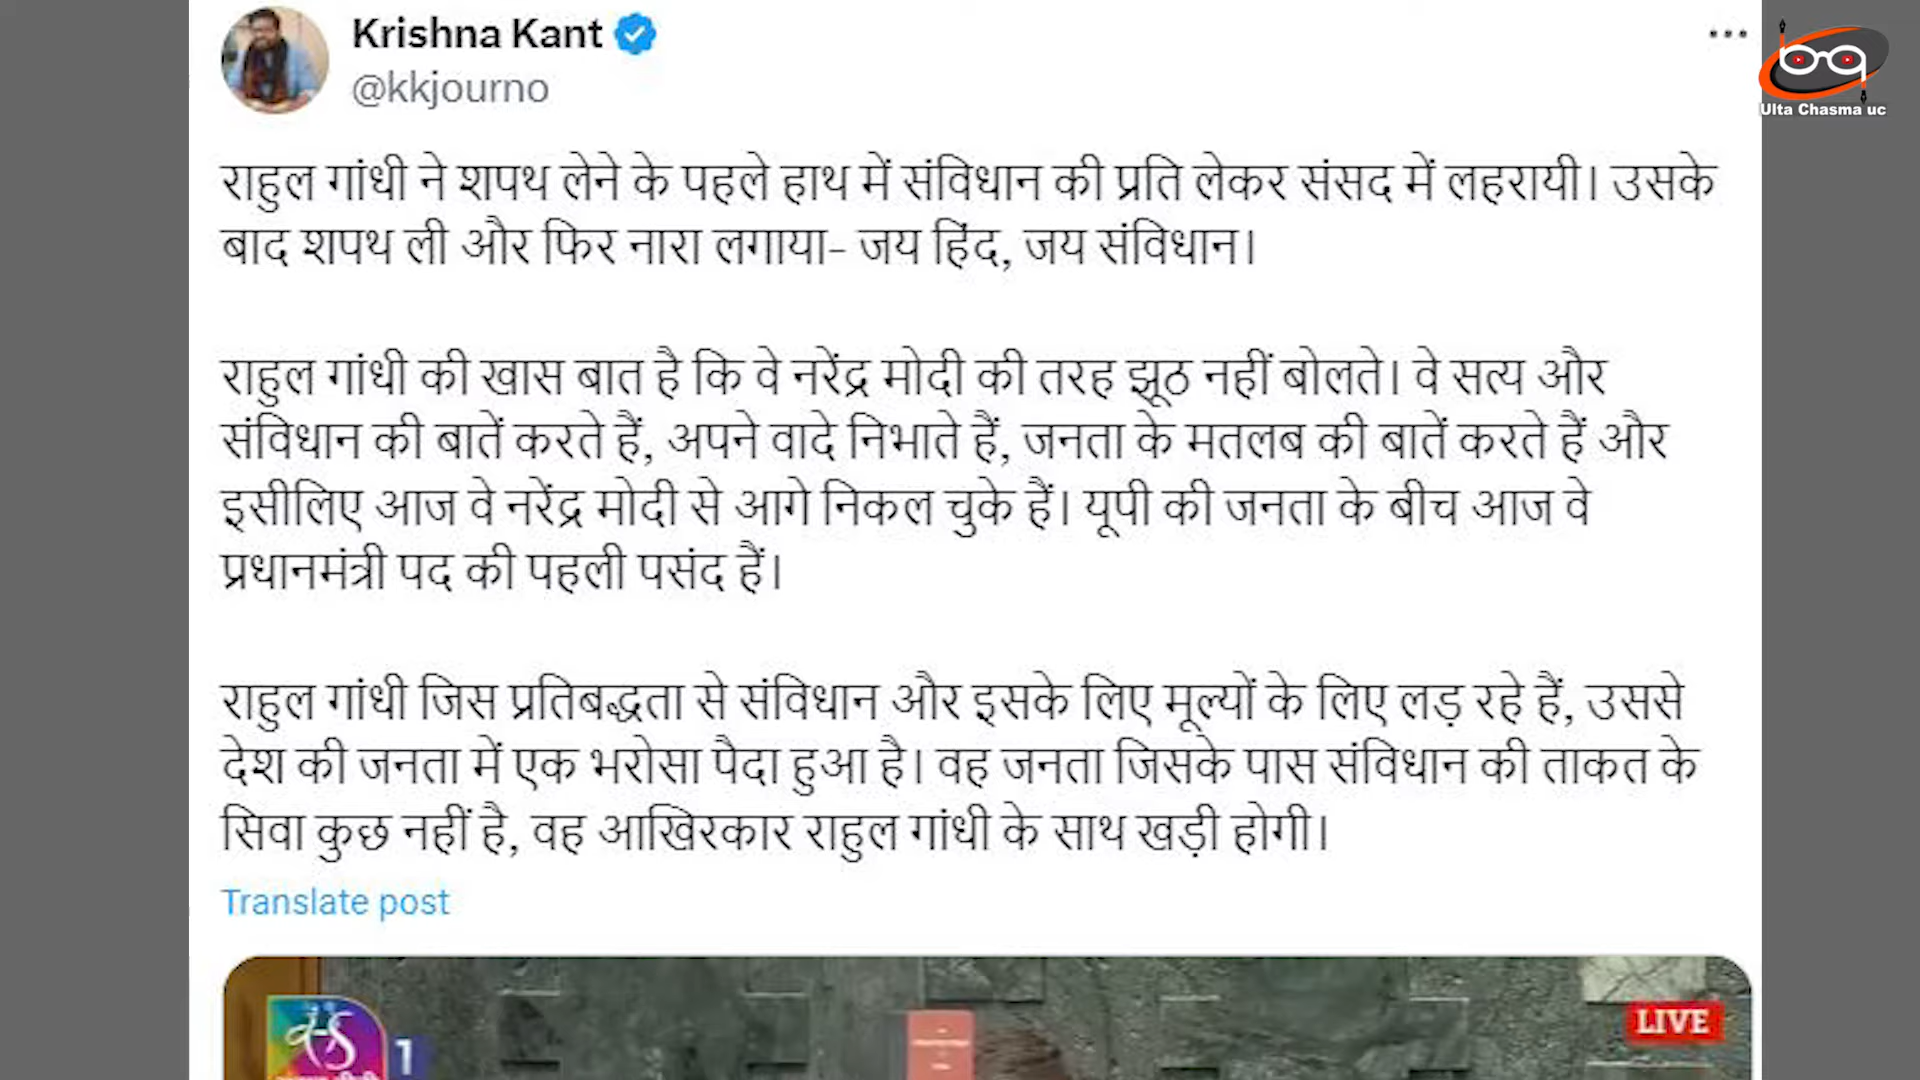 Krishna Kant
@kkjourno
Ulta Chasma uc
राहुल गांधी ने शपथ लेने के पहले हाथ में संविधान की प्रति लेकर संसद में लहरायी। उसके
बाद शपथ ली और फिर नारा लगाया- जय हिंद, जय संविधान।
राहुल गांधी की खास बात है कि वे नरेंद्र मोदी की तरह झूठ नहीं बोलते। वे सत्य और
संविधान की बातें करते हैं, अपने वादे निभाते हैं, जनता के मतलब की बातें करते हैं और
इसीलिए आज वे नरेंद्र मोदी से आगे निकल चुके हैं। यूपी की जनता के बीच आज वे
प्रधानमंत्री पद की पहली पसंद हैं।
राहुल गांधी जिस प्रतिबद्धता से संविधान और इसके लिए मूल्यों के लिए लड़ रहे हैं, उससे
देश की जनता में एक भरोसा पैदा हुआ है। वह जनता जिसके पास संविधान की ताकत के
सिवा कुछ नहीं है, वह आखिरकार राहुल गांधी के साथ खड़ी होगी।
Translate post
LIVE
1